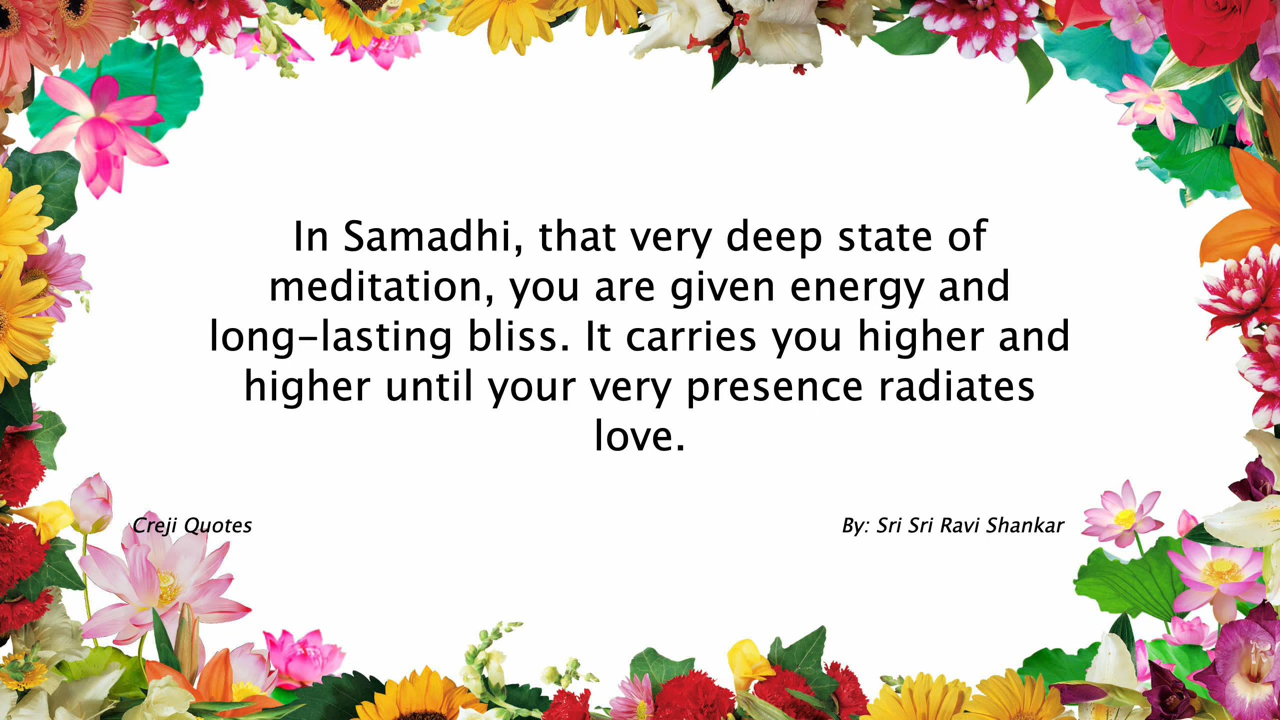 In Samadhi, that very deep state of
meditation, you are given energy and
long-lasting bliss. It carries you higher and
higher until your very presence radiates
love.
Creji Quotes
By: Sri Sri Ravi Shankar